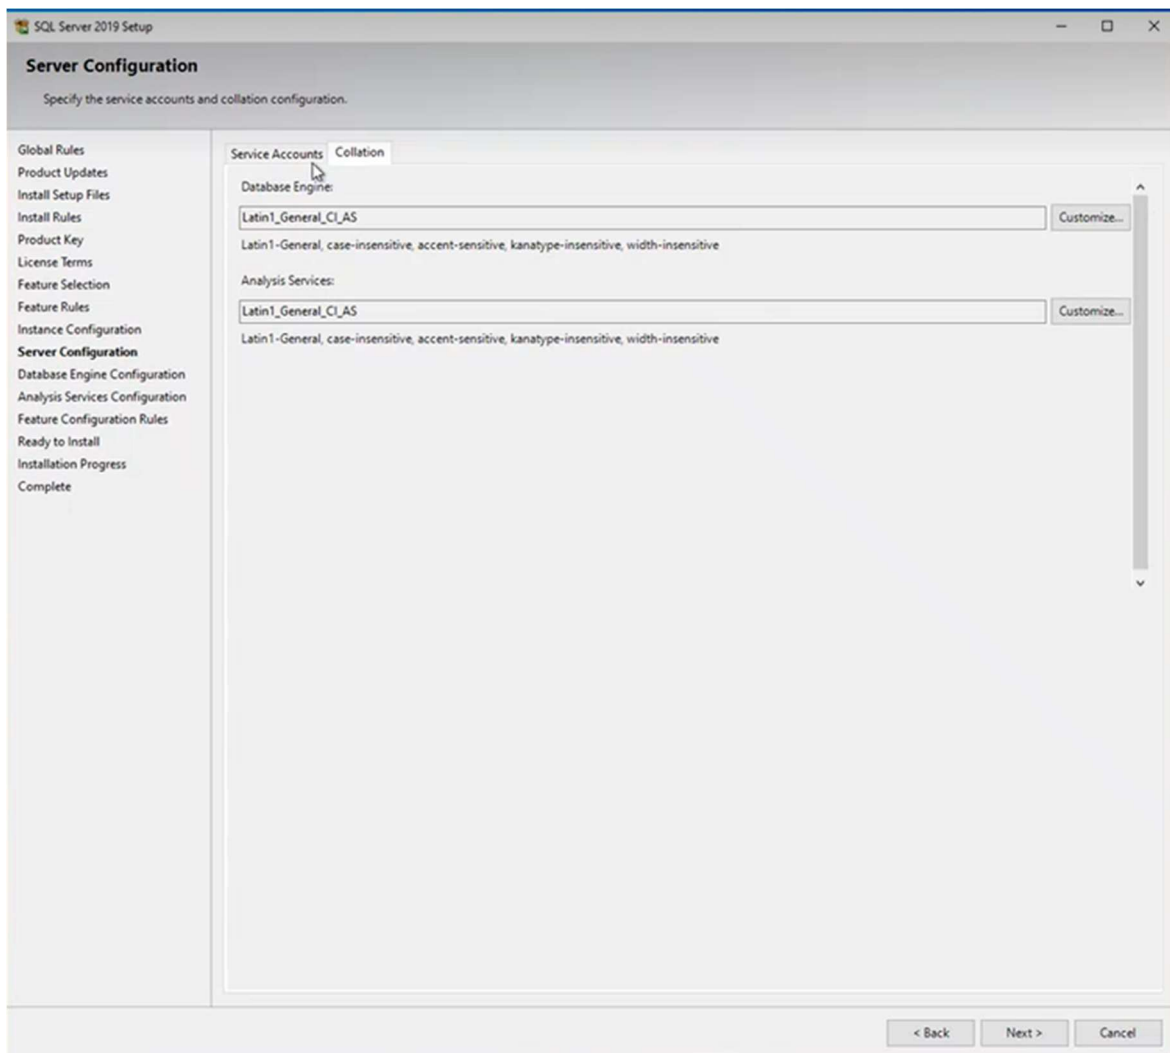 SQL Server 2019 Setup
Server Configuration
Specify the service accounts and collation configuration.
Global Rules
Product Updates
Install Setup Files
Install Rules
Product Key
License Terms
Feature Selection
Feature Rules
Instance Configuration
Server Configuration
Database Engine Configuration
Analysis Services Configuration
Feature Configuration Rules
Ready to Install
Installation Progress
Complete
Service Accounts Collation
Database Engine:
Latin1_General_CI_AS Customize...
Latin1-General, case-insensitive, accent-sensitive, kanatype-insensitive, width-insensitive
Analysis Services:
Latin1_General_CI_AS Customize...
Latin1-General, case-insensitive, accent-sensitive, kanatype-insensitive, width-insensitive
< Back Next > Cancel